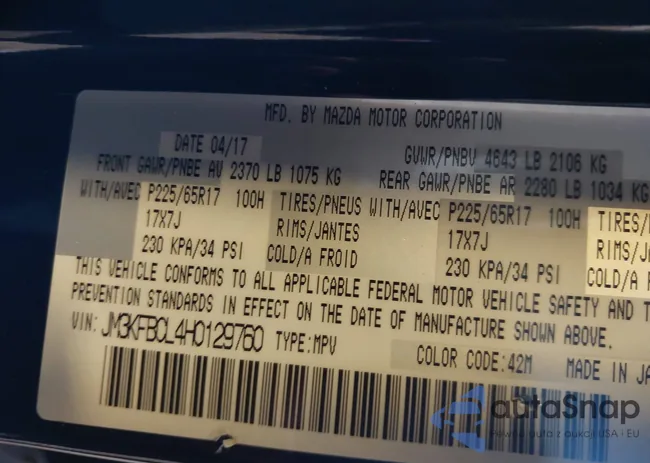 MFD. BY MAZDA MOTOR CORPORATION
DATE 04/17 GVWR/PNBV 4643 LB 2106 KG
FRONT GAWR/PNBE AV 2370 LB 1075 KG REAR GAWR/PNBE AR 2280 LB 1034 KG
WITH/AVEC P225/65R17 100H TIRES/PNEUS WITH/AVEC P225/65R17 100H TIRES/
17X7J RIMS/JANTES 17X7J RIMS/J
230 KPA/34 PSI COLD/A FROID 230 KPA/34 PSI COLD/A
THIS VEHICLE CONFORMS TO ALL APPLICABLE FEDERAL MOTOR VEHICLE SAFETY AND T
PREVENTION STANDARDS IN EFFECT ON THE DATE OF MANUFACTURE SHOWN ABOVE.
VIN: JM3KFBCL4H0129760 TYPE:MPV
COLOR CODE:42M MADE IN JA
autaSnap
USA i EU